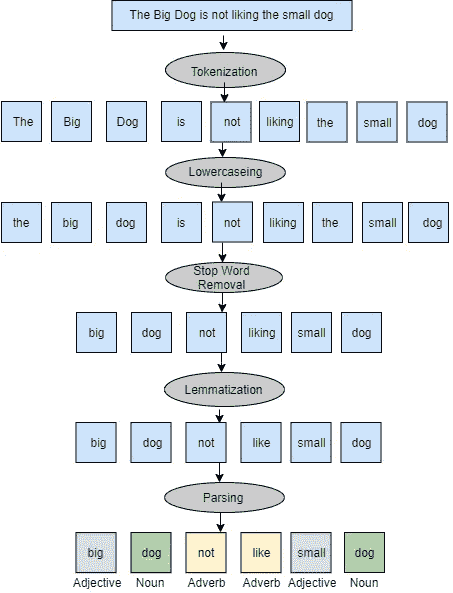 The Big Dog is not liking the small dog
Tokenization
The Big Dog is not liking the small dog
Lowercaseing
the big dog is not liking the small dog
Stop Word
Removal
big dog not liking small dog
Lemmatization
big dog not like small dog
Parsing
big dog not like small dog
Adjective Noun Adverb Adverb Adjective Noun